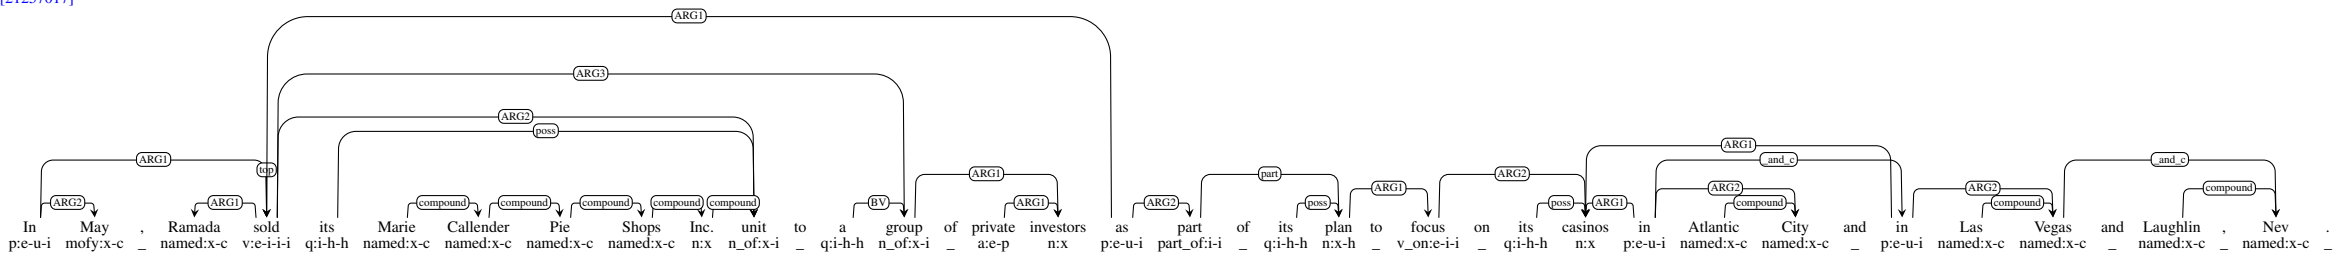 [21237017]
ARG1
ARG3
ARG2
poss
ARG1
ARG1
_and_c
_and_c
top
ARG1
part
ARG2
ARG1
ARG2
ARG2
compound
ARG2
ARG1
compound
compound
compound
compound
compound
BV
ARG1
ARG2
poss
poss
ARG1
compound
compound
In May , Ramada sold its Marie Callender Pie Shops Inc. unit to a group of private investors as part of its plan to focus on its casinos in Atlantic City and in Las Vegas and Laughlin , Nev .
p:e-u-i mofy:x-c _ named:x-c v:e-i-i-i q:i-h-h named:x-c named:x-c named:x-c named:x-c n:x n_of:x-i _ q:i-h-h n_of:x-i _ a:e-p n:x p:e-u-i part_of:i-i _ q:i-h-h n:x-h _ v_on:e-i-i _ q:i-h-h n:x p:e-u-i named:x-c named:x-c _ p:e-u-i named:x-c named:x-c _ named:x-c _ named:x-c _